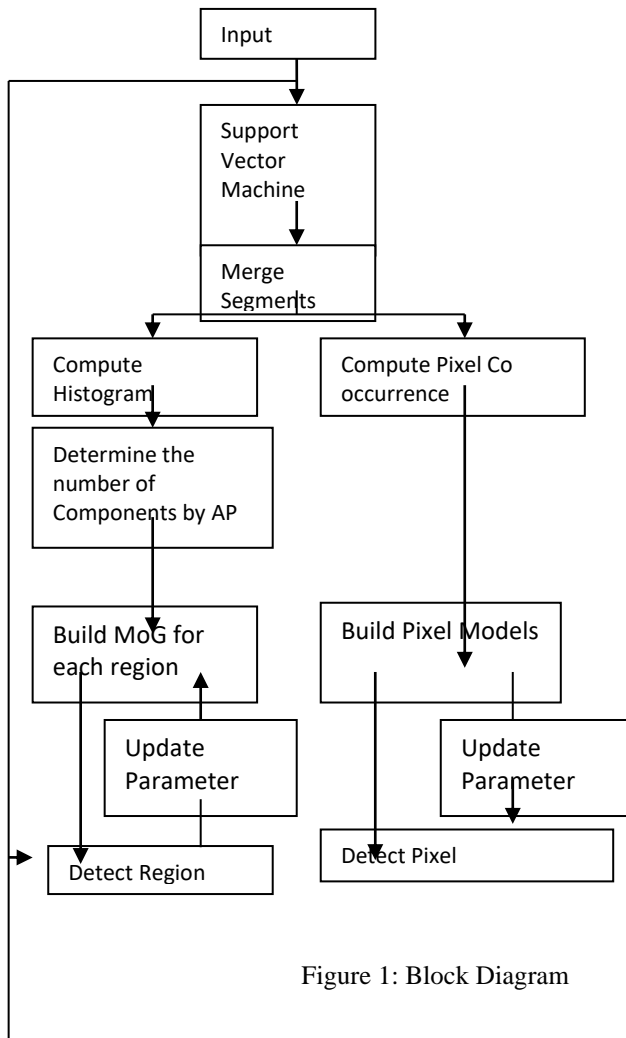 Input
Support
Vector
Machine
Merge
Segments
Compute
Histogram
Compute Pixel Co
occurrence
Determine the
number of
Components by AP
Build MoG for
each region
Build Pixel Models
Update
Parameter
Update
Parameter
Detect Region
Detect Pixel
Figure 1: Block Diagram